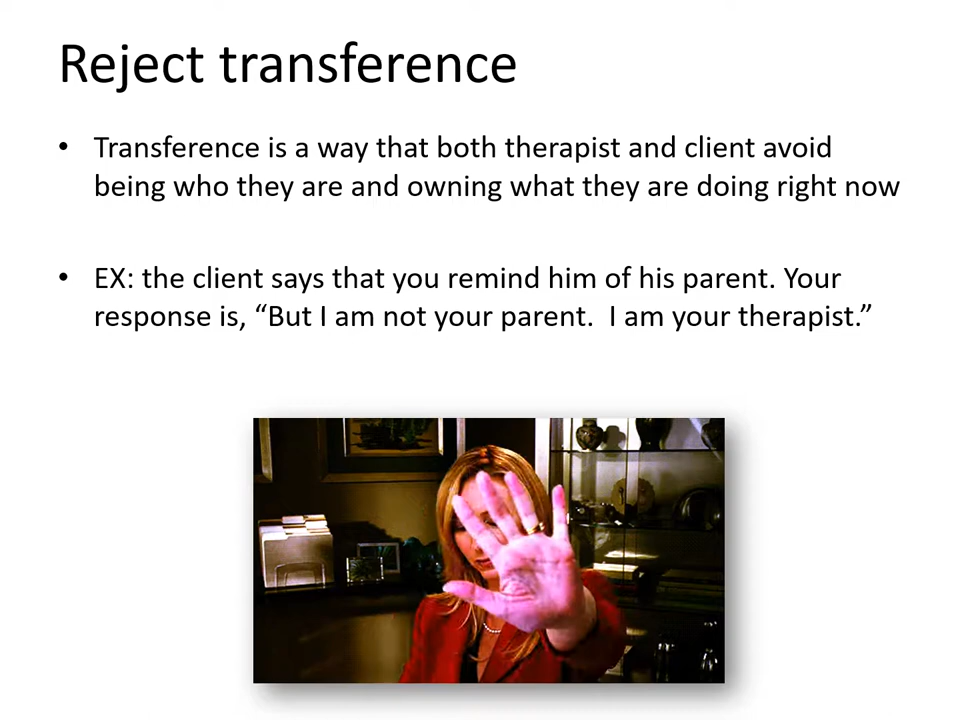 Reject transference
• Transference is a way that both therapist and client avoid
being who they are and owning what they are doing right now
• EX: the client says that you remind him of his parent. Your
response is, “But I am not your parent.  I am your therapist.”